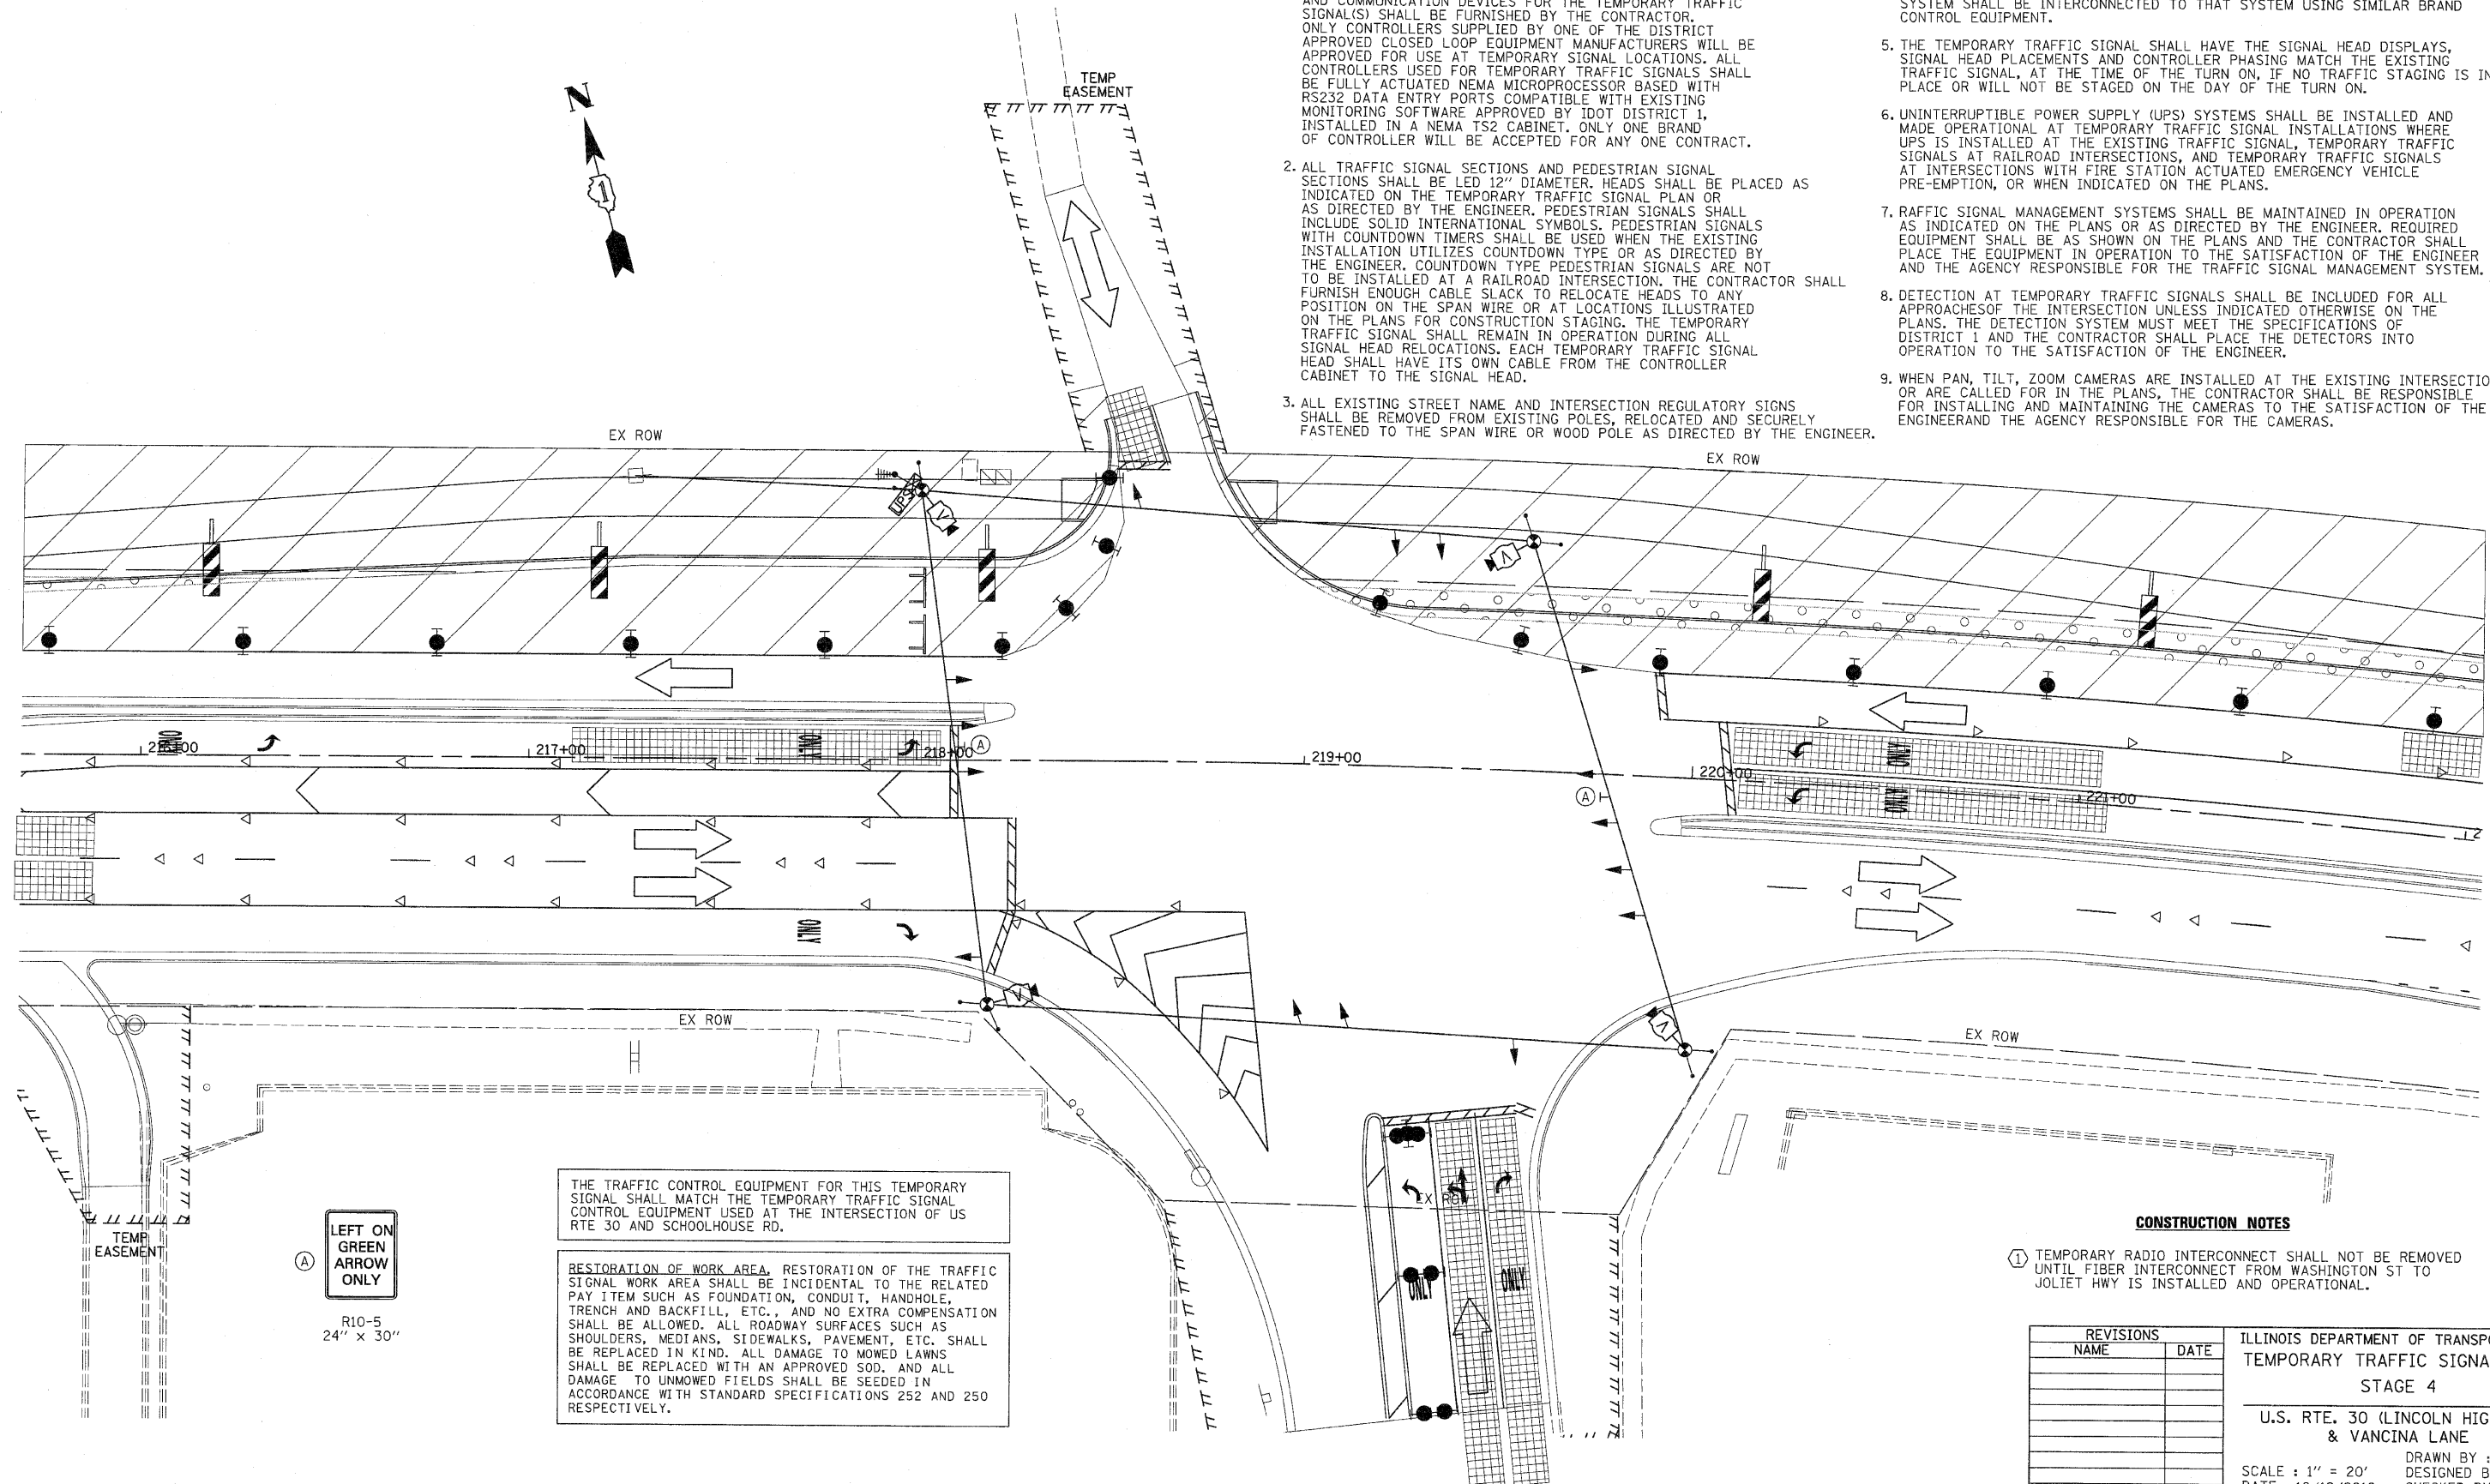 AND COMMUNICATION DEVICES FOR THE TEMPORARY TRAFFIC
SIGNAL(S) SHALL BE FURNISHED BY THE CONTRACTOR.
ONLY CONTROLLERS SUPPLIED BY ONE OF THE DISTRICT
APPROVED CLOSED LOOP EQUIPMENT MANUFACTURERS WILL BE
APPROVED FOR USE AT TEMPORARY SIGNAL LOCATIONS. ALL
CONTROLLERS USED FOR TEMPORARY TRAFFIC SIGNALS SHALL
BE FULLY ACTUATED NEMA MICROPROCESSOR BASED WITH
RS232 DATA ENTRY PORTS COMPATIBLE WITH EXISTING
MONITORING SOFTWARE APPROVED BY IDOT DISTRICT 1,
INSTALLED IN A NEMA TS2 CABINET. ONLY ONE BRAND
OF CONTROLLER WILL BE ACCEPTED FOR ANY ONE CONTRACT.
2. ALL TRAFFIC SIGNAL SECTIONS AND PEDESTRIAN SIGNAL
SECTIONS SHALL BE LED 12" DIAMETER. HEADS SHALL BE PLACED AS
INDICATED ON THE TEMPORARY TRAFFIC SIGNAL PLAN OR
AS DIRECTED BY THE ENGINEER. PEDESTRIAN SIGNALS SHALL
INCLUDE SOLID INTERNATIONAL SYMBOLS. PEDESTRIAN SIGNALS
WITH COUNTDOWN TIMERS SHALL BE USED WHEN THE EXISTING
INSTALLATION UTILIZES COUNTDOWN TYPE OR AS DIRECTED BY
THE ENGINEER. COUNTDOWN TYPE PEDESTRIAN SIGNALS ARE NOT
TO BE INSTALLED AT A RAILROAD INTERSECTION. THE CONTRACTOR SHALL
FURNISH ENOUGH CABLE SLACK TO RELOCATE HEADS TO ANY
POSITION ON THE SPAN WIRE OR AT LOCATIONS ILLUSTRATED
ON THE PLANS FOR CONSTRUCTION STAGING. THE TEMPORARY
TRAFFIC SIGNAL SHALL REMAIN IN OPERATION DURING ALL
SIGNAL HEAD RELOCATIONS. EACH TEMPORARY TRAFFIC SIGNAL
HEAD SHALL HAVE ITS OWN CABLE FROM THE CONTROLLER
CABINET TO THE SIGNAL HEAD.
3. ALL EXISTING STREET NAME AND INTERSECTION REGULATORY SIGNS
SHALL BE REMOVED FROM EXISTING POLES, RELOCATED AND SECURELY
FASTENED TO THE SPAN WIRE OR WOOD POLE AS DIRECTED BY THE ENGINEER.
SYSTEM SHALL BE INTERCONNECTED TO THAT SYSTEM USING SIMILAR BRAND
CONTROL EQUIPMENT.
5. THE TEMPORARY TRAFFIC SIGNAL SHALL HAVE THE SIGNAL HEAD DISPLAYS,
SIGNAL HEAD PLACEMENTS AND CONTROLLER PHASING MATCH THE EXISTING
TRAFFIC SIGNAL, AT THE TIME OF THE TURN ON, IF NO TRAFFIC STAGING IS IN
PLACE OR WILL NOT BE STAGED ON THE DAY OF THE TURN ON.
6. UNINTERRUPTIBLE POWER SUPPLY (UPS) SYSTEMS SHALL BE INSTALLED AND
MADE OPERATIONAL AT TEMPORARY TRAFFIC SIGNAL INSTALLATIONS WHERE
UPS IS INSTALLED AT THE EXISTING TRAFFIC SIGNAL, TEMPORARY TRAFFIC
SIGNALS AT RAILROAD INTERSECTIONS, AND TEMPORARY TRAFFIC SIGNALS
AT INTERSECTIONS WITH FIRE STATION ACTUATED EMERGENCY VEHICLE
PRE-EMPTION, OR WHEN INDICATED ON THE PLANS.
7. RAFFIC SIGNAL MANAGEMENT SYSTEMS SHALL BE MAINTAINED IN OPERATION
AS INDICATED ON THE PLANS OR AS DIRECTED BY THE ENGINEER. REQUIRED
EQUIPMENT SHALL BE AS SHOWN ON THE PLANS AND THE CONTRACTOR SHALL
PLACE THE EQUIPMENT IN OPERATION TO THE SATISFACTION OF THE ENGINEER
AND THE AGENCY RESPONSIBLE FOR THE TRAFFIC SIGNAL MANAGEMENT SYSTEM.
8. DETECTION AT TEMPORARY TRAFFIC SIGNALS SHALL BE INCLUDED FOR ALL
APPROACHESOF THE INTERSECTION UNLESS INDICATED OTHERWISE ON THE
PLANS. THE DETECTION SYSTEM MUST MEET THE SPECIFICATIONS OF
DISTRICT 1 AND THE CONTRACTOR SHALL PLACE THE DETECTORS INTO
OPERATION TO THE SATISFACTION OF THE ENGINEER.
9. WHEN PAN, TILT, ZOOM CAMERAS ARE INSTALLED AT THE EXISTING INTERSECTIO
OR ARE CALLED FOR IN THE PLANS, THE CONTRACTOR SHALL BE RESPONSIBLE
FOR INSTALLING AND MAINTAINING THE CAMERAS TO THE SATISFACTION OF THE
ENGINEERAND THE AGENCY RESPONSIBLE FOR THE CAMERAS.
N
1
TEMP
EASEMENT
EX ROW
EX ROW
UPS
V
V
ONLY
217+00
ONLY
218+00
A
219+00
220+00
ONLY
A
ONLY
221+00
ONLY
V
V
EX ROW
EX ROW
EX ROW
ONLY
ONLY
TEMP
EASEMENT
A
LEFT ON
GREEN
ARROW
ONLY
R10-5
24" x 30"
THE TRAFFIC CONTROL EQUIPMENT FOR THIS TEMPORARY
SIGNAL SHALL MATCH THE TEMPORARY TRAFFIC SIGNAL
CONTROL EQUIPMENT USED AT THE INTERSECTION OF US
RTE 30 AND SCHOOLHOUSE RD.
RESTORATION OF WORK AREA. RESTORATION OF THE TRAFFIC
SIGNAL WORK AREA SHALL BE INCIDENTAL TO THE RELATED
PAY ITEM SUCH AS FOUNDATION, CONDUIT, HANDHOLE,
TRENCH AND BACKFILL, ETC., AND NO EXTRA COMPENSATION
SHALL BE ALLOWED. ALL ROADWAY SURFACES SUCH AS
SHOULDERS, MEDIANS, SIDEWALKS, PAVEMENT, ETC. SHALL
BE REPLACED IN KIND. ALL DAMAGE TO MOWED LAWNS
SHALL BE REPLACED WITH AN APPROVED SOD. AND ALL
DAMAGE TO UNMOWED FIELDS SHALL BE SEEDED IN
ACCORDANCE WITH STANDARD SPECIFICATIONS 252 AND 250
RESPECTIVELY.
CONSTRUCTION NOTES
1 TEMPORARY RADIO INTERCONNECT SHALL NOT BE REMOVED
UNTIL FIBER INTERCONNECT FROM WASHINGTON ST TO
JOLIET HWY IS INSTALLED AND OPERATIONAL.
REVISIONS
NAME DATE
ILLINOIS DEPARTMENT OF TRANSPO
TEMPORARY TRAFFIC SIGNA
STAGE 4
U.S. RTE. 30 (LINCOLN HIG
& VANCINA LANE
DRAWN BY
SCALE : 1" = 20'
DESIGNED B